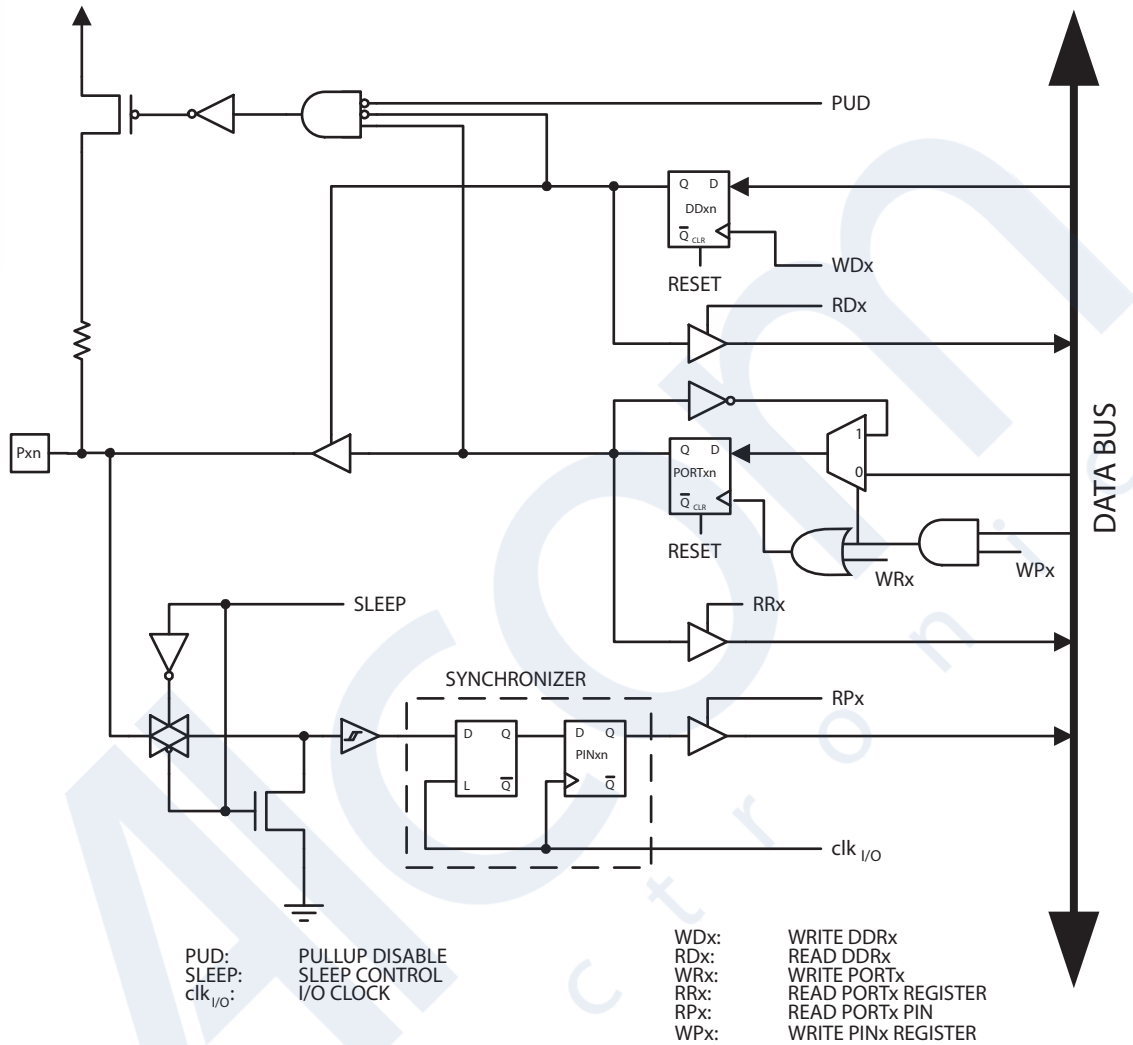 PUD
Q D
DDxn
Q CLR
WDx
RESET
RDx
1
Pxn
Q D
PORTxn
0
Q CLR
DATA BUS
RESET
WRx
WPx
SLEEP
RRx
SYNCHRONIZER
RPx
D Q
D Q
PINxn
L Q
Q
clk I/O
PUD: PULLUP DISABLE
SLEEP: SLEEP CONTROL
clk I/O: I/O CLOCK
WDx: WRITE DDRx
RDx: READ DDRx
WRx: WRITE PORTx
RRx: READ PORTx REGISTER
RPx: READ PORTx PIN
WPx: WRITE PINx REGISTER
Alcom
c t r o n i c